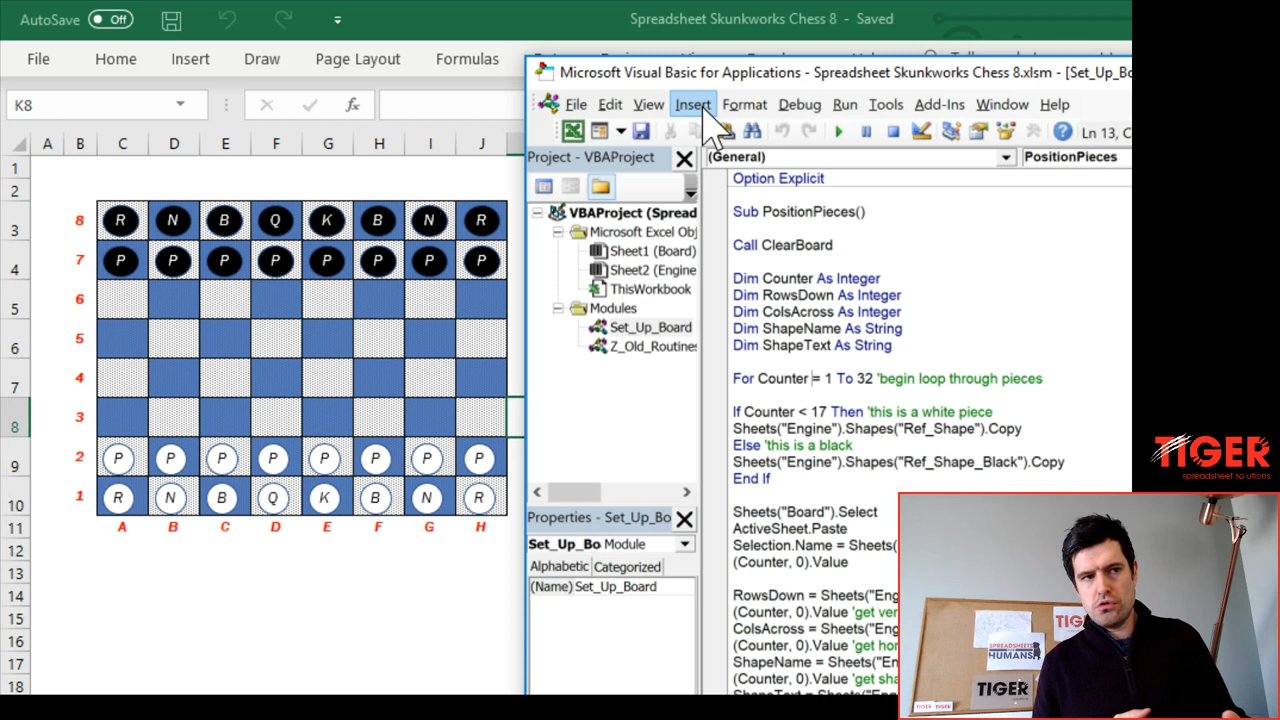 AutoSave Off
Spreadsheet Skunkworks Chess 8 - Saved
File Home Insert Draw Page Layout Formulas
K8
fx
A B C D E F G H I J
1
2
3
4
5
6
7
8
9
10
11
12
13
14
15
16
17
18
8 R N B Q K B N R
7 P P P P P P P P
6
5
4
3
2 P P P P P P P P
1 R N B Q K B N R
A B C D E F G H
Microsoft Visual Basic for Applications - Spreadsheet Skunkworks Chess 8.xlsm - [Set_Up_Bo
File Edit View Insert Format Debug Run Tools Add-Ins Window Help
Ln 13, C
Project - VBAProject
VBAProject (Spread
Microsoft Excel Obj
Sheet1 (Board)
Sheet2 (Engine
ThisWorkbook
Modules
Set_Up_Board
Z_Old_Routines
Properties - Set_Up_Bo
Set_Up_Bo Module
Alphabetic Categorized
(Name) Set_Up_Board
(General) PositionPieces
Option Explicit
Sub PositionPieces()
Call ClearBoard
Dim Counter As Integer
Dim RowsDown As Integer
Dim ColsAcross As Integer
Dim ShapeName As String
Dim ShapeText As String
For Counter = 1 To 32 'begin loop through pieces
If Counter < 17 Then 'this is a white piece
Sheets("Engine").Shapes("Ref_Shape").Copy
Else 'this is a black
Sheets("Engine").Shapes("Ref_Shape_Black").Copy
End If
Sheets("Board").Select
ActiveSheet.Paste
Selection.Name = Sheets(
(Counter, 0).Value
RowsDown = Sheets("Eng
(Counter, 0).Value 'get ver
ColsAcross = Sheets("Eng
(Counter, 0).Value 'get hor
ShapeName = Sheets("En
(Counter, 0).Value 'get sha
TIGER
spreadsheet solutions
TIGE
SPREADSHEETS
HUMANS
TIGER
TIGER TIGER